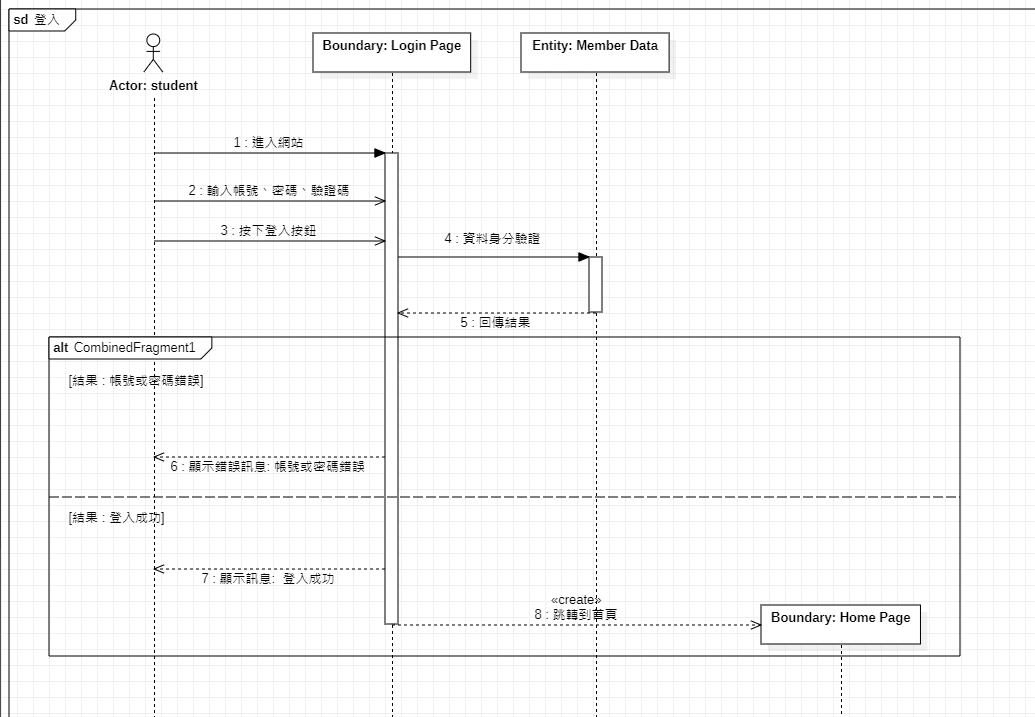 sd 登入
Actor: student
Boundary: Login Page
Entity: Member Data
1 : 進入網站
2 : 輸入帳號、密碼、驗證碼
3 : 按下登入按鈕
4 : 資料身分驗證
5 : 回傳結果
alt CombinedFragment1
[結果 : 帳號或密碼錯誤]
6 : 顯示錯誤訊息: 帳號或密碼錯誤
[結果 : 登入成功]
7 : 顯示訊息: 登入成功
«create»
8 : 跳轉到首頁
Boundary: Home Page